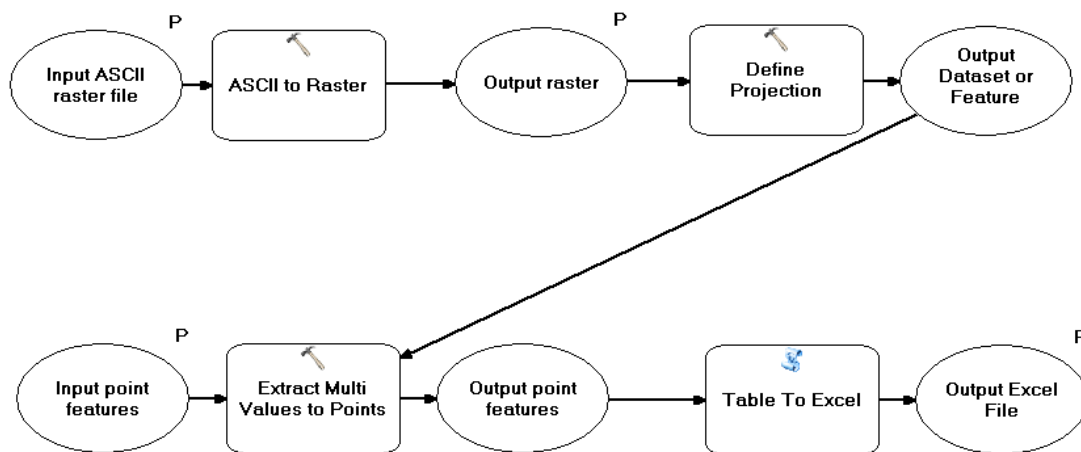 P
P
Input ASCII
raster file
ASCII to Raster
Output raster
Define
Projection
Output
Dataset or
Feature
P
P
Input point
features
Extract Multi
Values to Points
Output point
features
Table To Excel
Output Excel
File